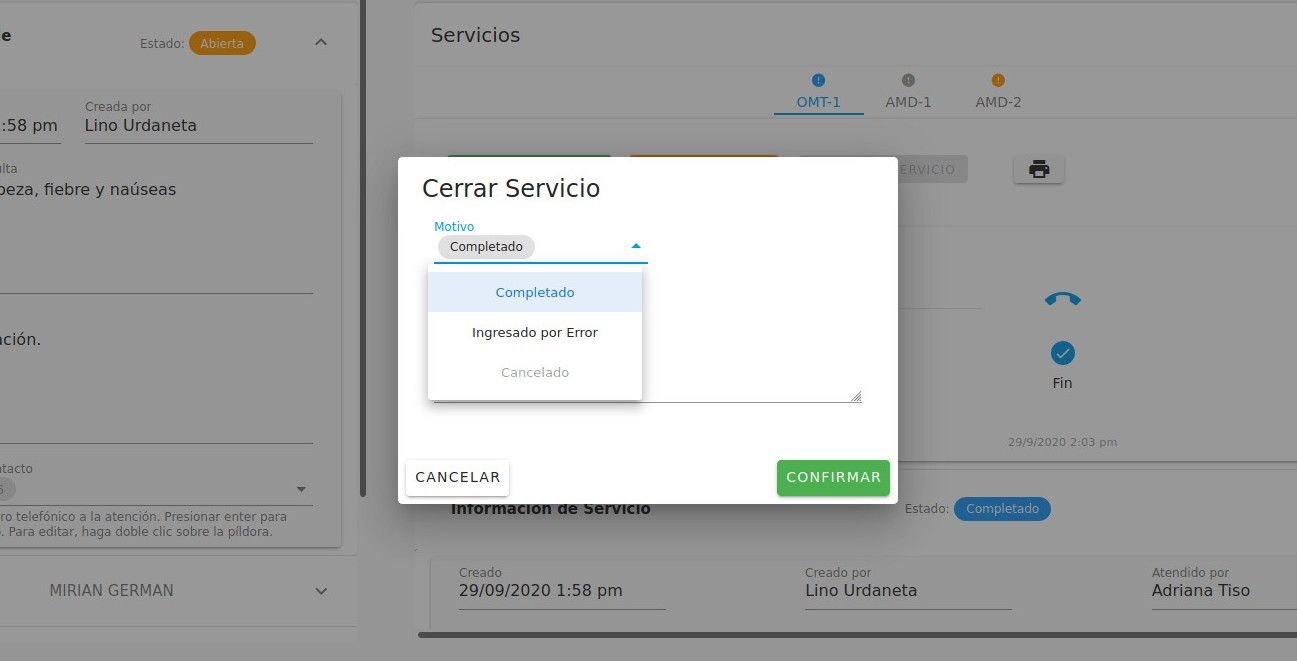 e
Estado: Abierta
:58 pm
Creada por
Lino Urdaneta
ulta
beza, fiebre y naúseas
ción.
ntacto
ro telefónico a la atención. Presionar enter para
. Para editar, haga doble clic sobre la píldora.
MIRIAN GERMAN
Servicios
OMT-1
AMD-1
AMD-2
ERVICIO
Cerrar Servicio
Motivo
Completado
Completado
Ingresado por Error
Cancelado
CANCELAR
CONFIRMAR
Fin
29/9/2020 2:03 pm
Información de Servicio
Estado: Completado
Creado
29/09/2020 1:58 pm
Creado por
Lino Urdaneta
Atendido por
Adriana Tiso